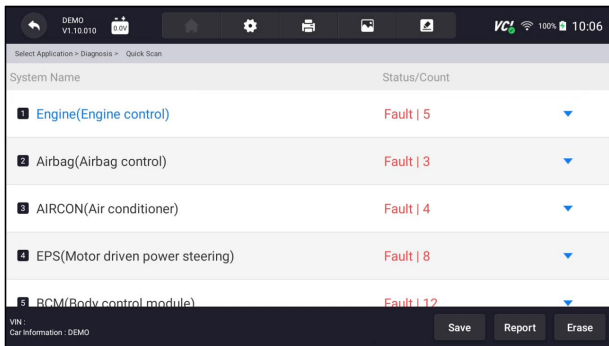 DEMO
V1.10.010
0.0V
VCI
100%
10:06
Select Application > Diagnosis > Quick Scan
System Name Status/Count
1 Engine(Engine control) Fault | 5
2 Airbag(Airbag control) Fault | 3
3 AIRCON(Air conditioner) Fault | 4
4 EPS(Motor driven power steering) Fault | 8
5 BCM(Body control module) Fault | 12
VIN :
Car Information : DEMO
Save Report Erase